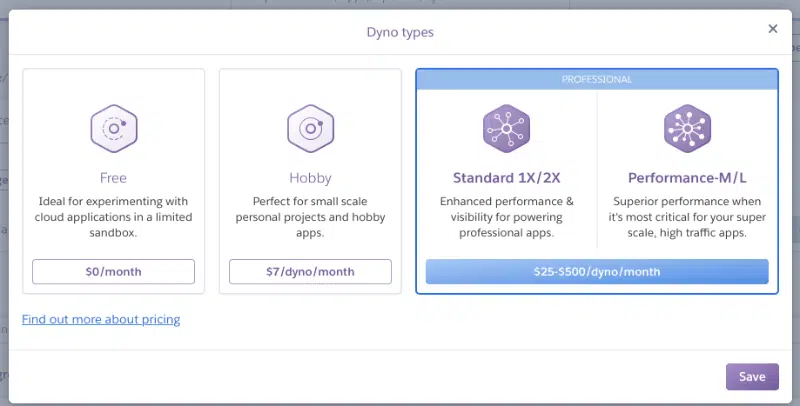 Dyno types
Free
Ideal for experimenting with
cloud applications in a limited
sandbox.
$0/month
Hobby
Perfect for small scale
personal projects and hobby
apps.
$7/dyno/month
PROFESSIONAL
Standard 1X/2X
Enhanced performance &
visibility for powering
professional apps.
Performance-M/L
Superior performance when
it's most critical for your super
scale, high traffic apps.
$25-$500/dyno/month
Find out more about pricing
Save